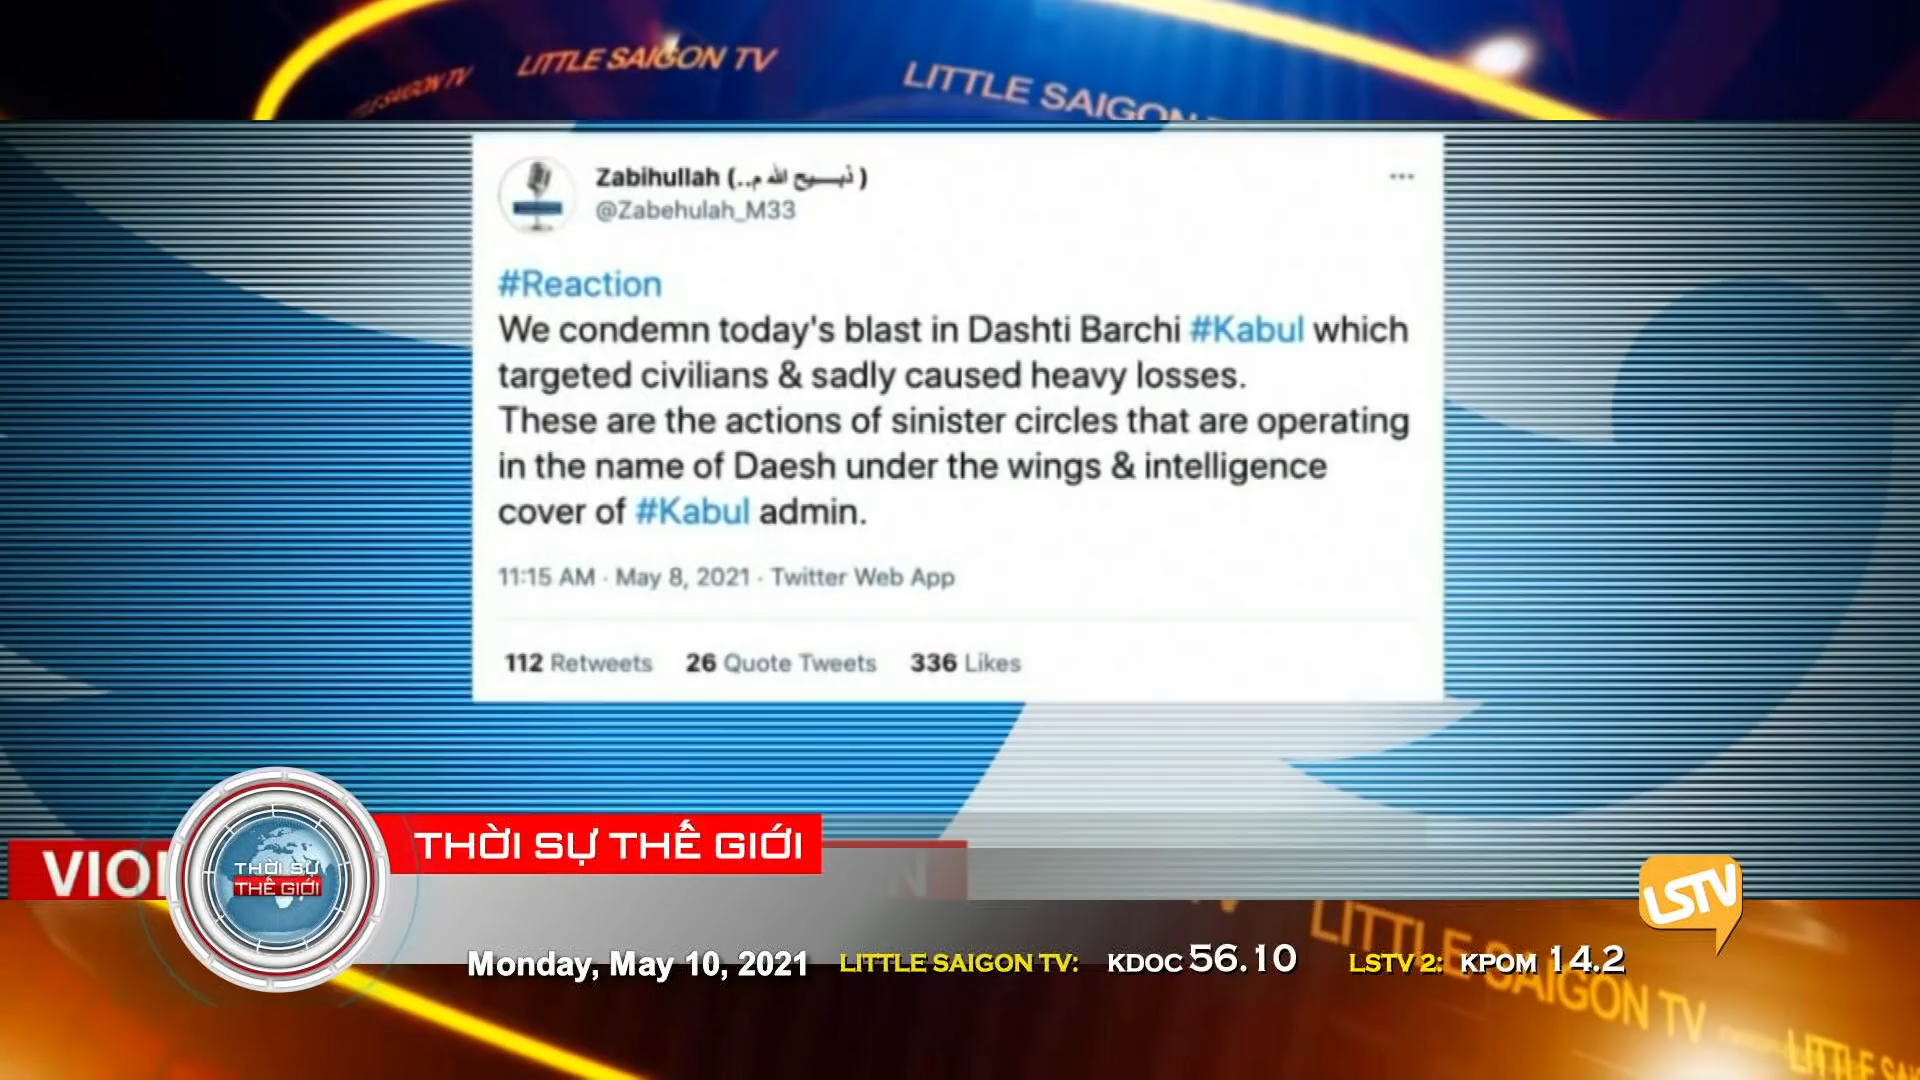 LITTLE SAIGON TV
LITTLE SAIGON
Zabihullah (..ذبـــیح الله م )
@Zabehulah_M33
#Reaction
We condemn today's blast in Dashti Barchi #Kabul which
targeted civilians & sadly caused heavy losses.
These are the actions of sinister circles that are operating
in the name of Daesh under the wings & intelligence
cover of #Kabul admin.
11:15 AM · May 8, 2021 · Twitter Web App
112 Retweets 26 Quote Tweets 336 Likes
THỜI SỰ THẾ GIỚI
THỜI SỰ
THẾ GIỚI
LSTV
Monday, May 10, 2021 LITTLE SAIGON TV: KDOC 56.10 LSTV 2: KPOM 14.2
LITTLE SAIGON TV